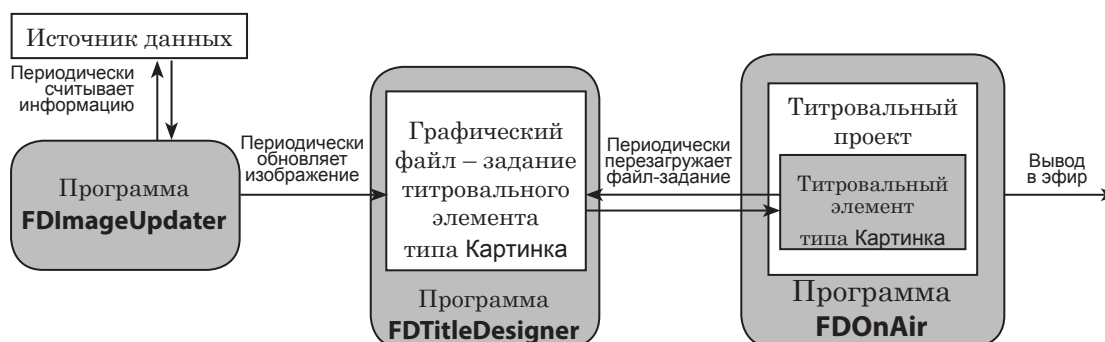 Источник данных
Периодически
считывает
информацию
Программа
FDImageUpdater
Периодически
обновляет
изображение
Графический
файл – задание
титровального
элемента
типа Картинка
Программа
FDTitleDesigner
Периодически
перезагружает
файл-задание
Титровальный
проект
Титровальный
элемент
типа Картинка
Программа
FDOnAir
Вывод
в эфир